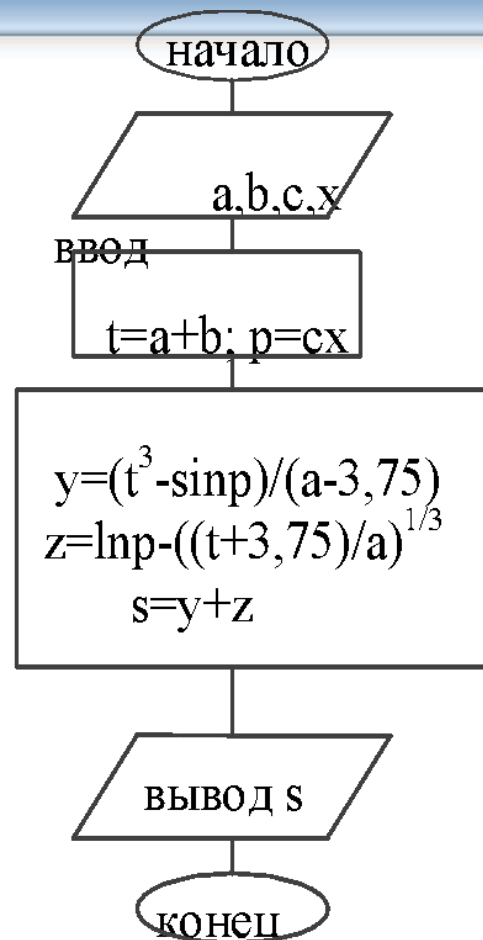 начало
a,b,c,x
ввод
t=a+b; p=cx
y=(t³-sinp)/(a-3,75)
z=lnp-((t+3,75)/a)^1/3
s=y+z
вывод s
конец